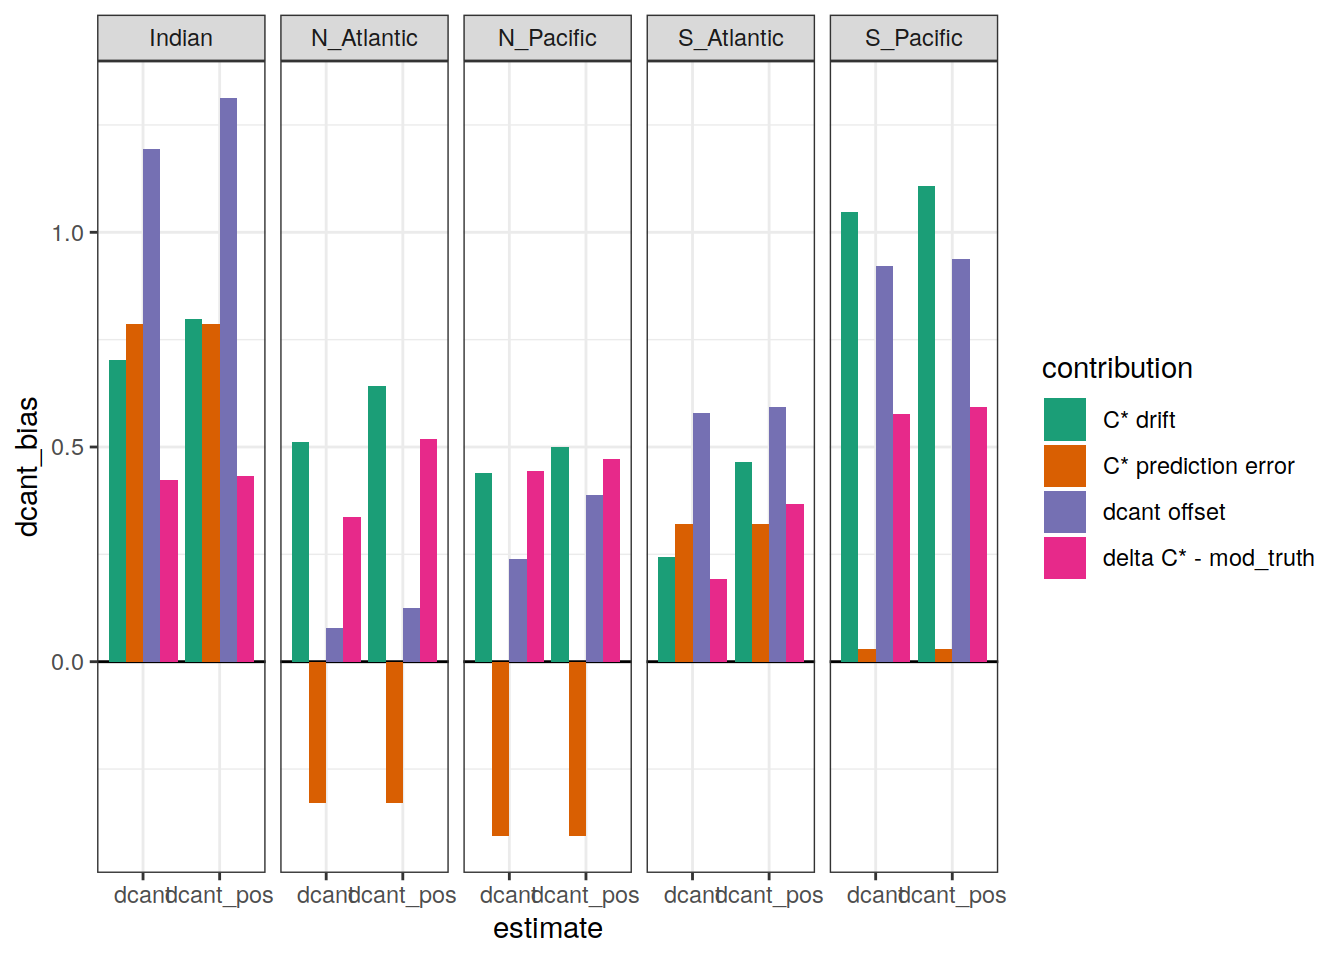 Indian N_Atlantic N_Pacific S_Atlantic S_Pacific
dcant_bias
1.0
0.5
0.0
dcant dcant_pos dcant dcant_pos dcant dcant_pos dcant dcant_pos dcant dcant_pos
estimate
contribution
C* drift
C* prediction error
dcant offset
delta C* - mod_truth